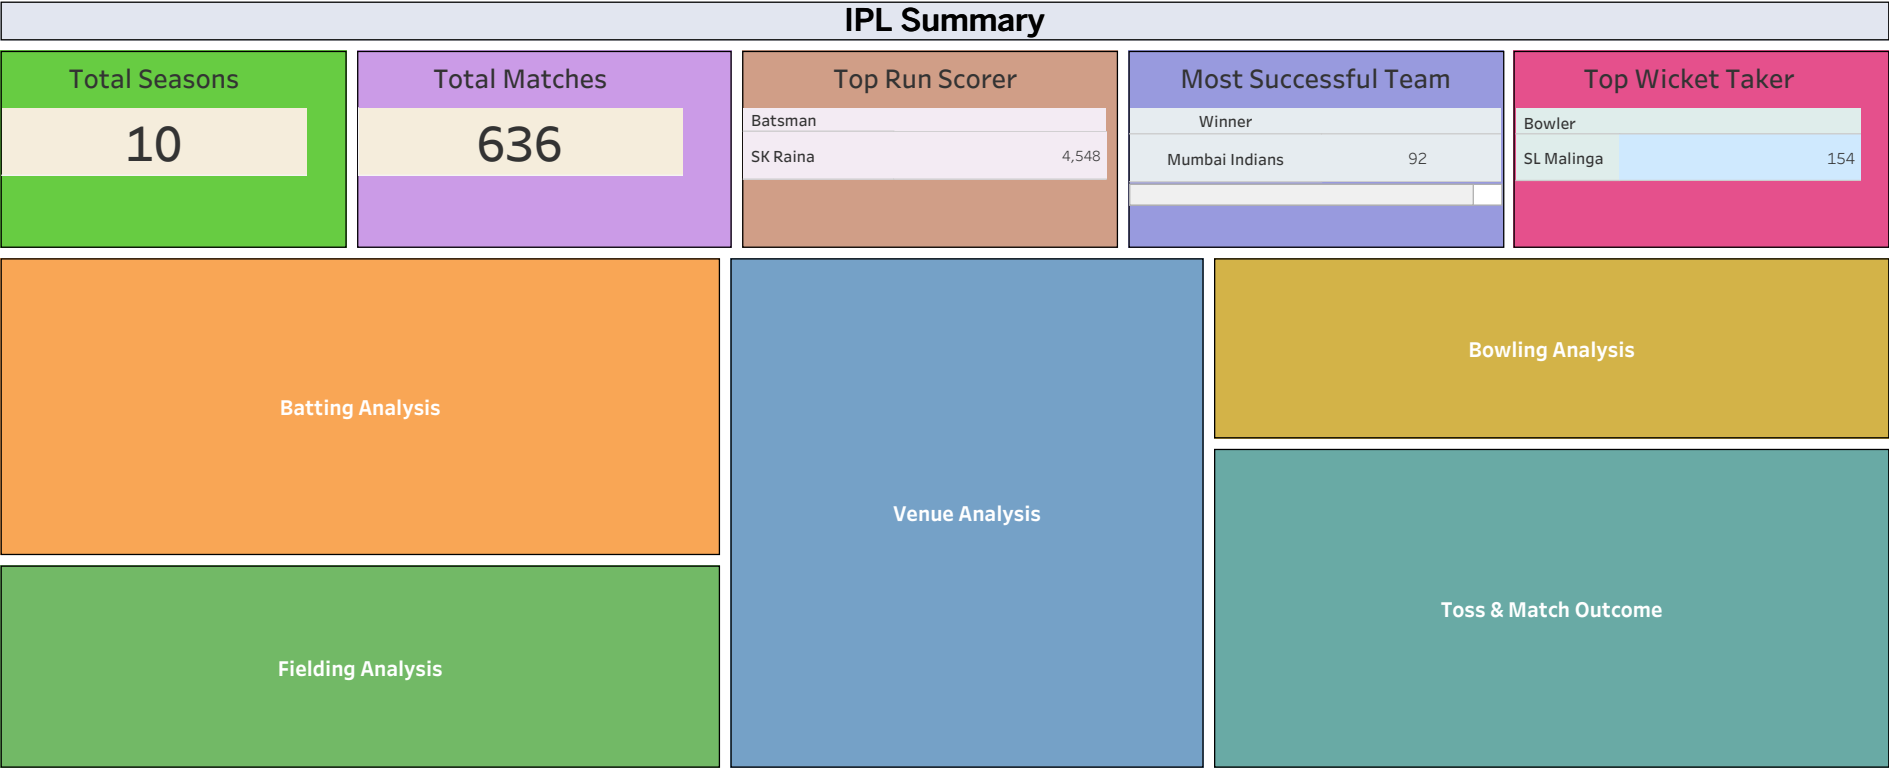 IPL Summary
Total Seasons
10
Total Matches
636
Top Run Scorer
Batsman
SK Raina 4,548
Most Successful Team
Winner
Mumbai Indians 92
Top Wicket Taker
Bowler
SL Malinga 154
Batting Analysis
Venue Analysis
Bowling Analysis
Fielding Analysis
Toss & Match Outcome